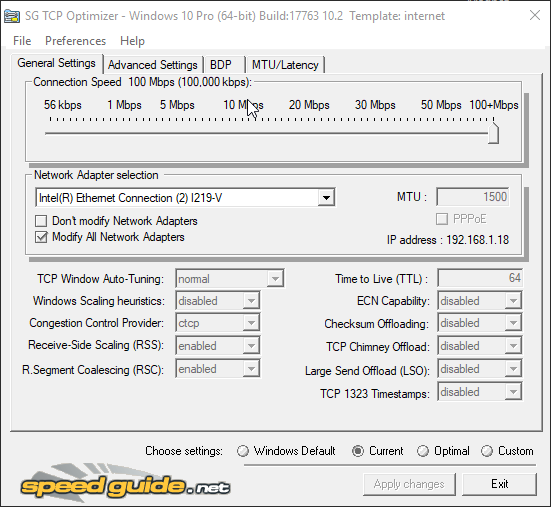 SG TCP Optimizer - Windows 10 Pro (64-bit) Build:17763 10.2  Template: internet
File Preferences Help
General Settings Advanced Settings BDP MTU/Latency
Connection Speed 100 Mbps (100,000 kbps):
56 kbps 1 Mbps 5 Mbps 10 Mbps 20 Mbps 30 Mbps 50 Mbps 100+Mbps
Network Adapter selection
Intel(R) Ethernet Connection (2) I219-V MTU : 1500
Don't modify Network Adapters PPPoE
Modify All Network Adapters IP address : 192.168.1.18
TCP Window Auto-Tuning: normal Time to Live (TTL) : 64
Windows Scaling heuristics: disabled ECN Capability: disabled
Congestion Control Provider: ctcp Checksum Offloading: disabled
Receive-Side Scaling (RSS): enabled TCP Chimney Offload: disabled
R.Segment Coalescing (RSC): enabled Large Send Offload (LSO): disabled
TCP 1323 Timestamps: disabled
Choose settings: Windows Default Current Optimal Custom
speedguide.net Apply changes Exit